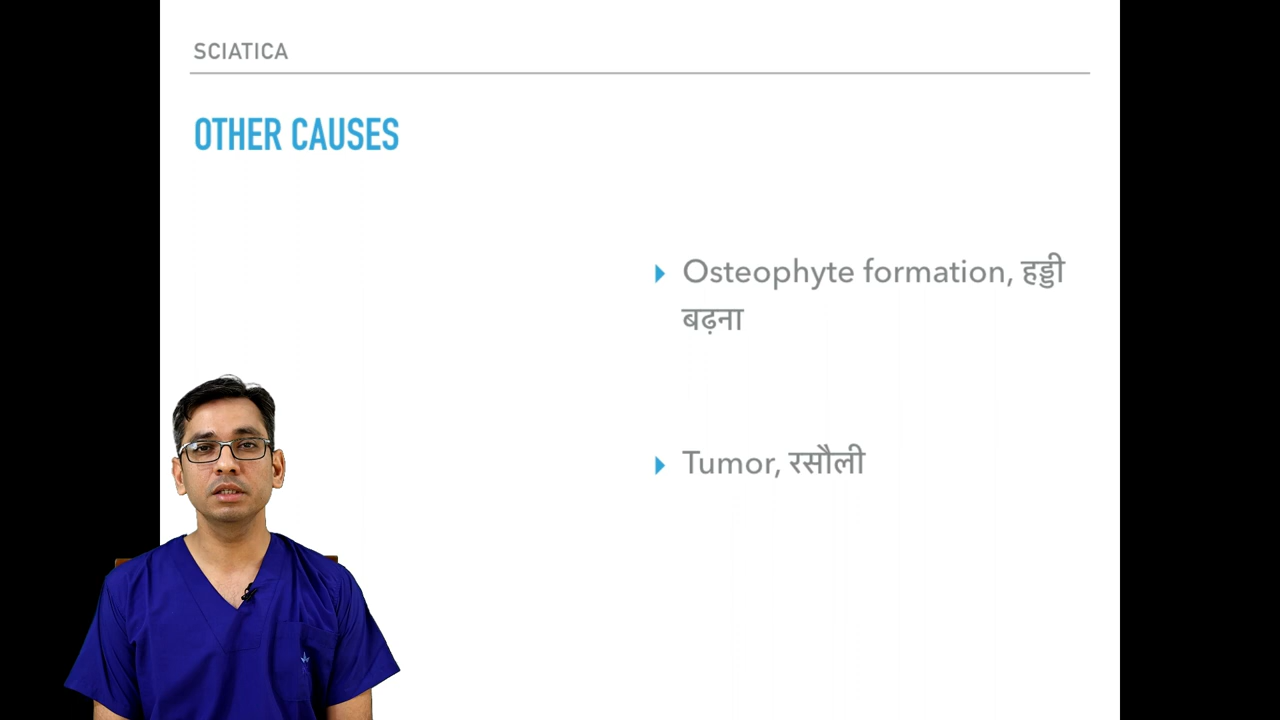 SCIATICA
OTHER CAUSES
Osteophyte formation, हड्डी
बढ़ना
Tumor, रसौली